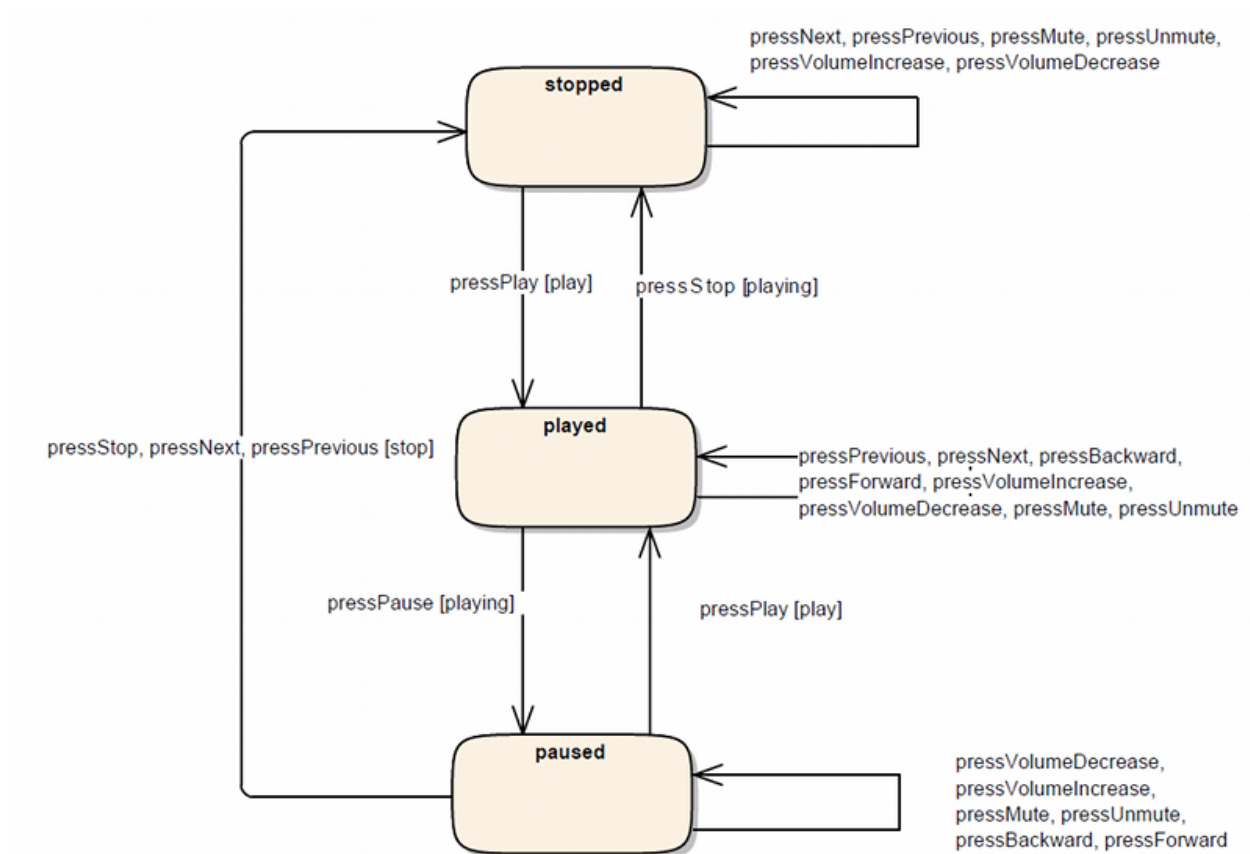 pressNext, pressPrevious, pressMute, pressUnmute,
pressVolumeIncrease, pressVolumeDecrease
stopped
pressPlay [play]
pressStop [playing]
played
pressStop, pressNext, pressPrevious [stop]
pressPrevious, pressNext, pressBackward,
pressForward, pressVolumeIncrease,
pressVolumeDecrease, pressMute, pressUnmute
pressPause [playing]
pressPlay [play]
paused
pressVolumeDecrease,
pressVolumeIncrease,
pressMute, pressUnmute,
pressBackward, pressForward